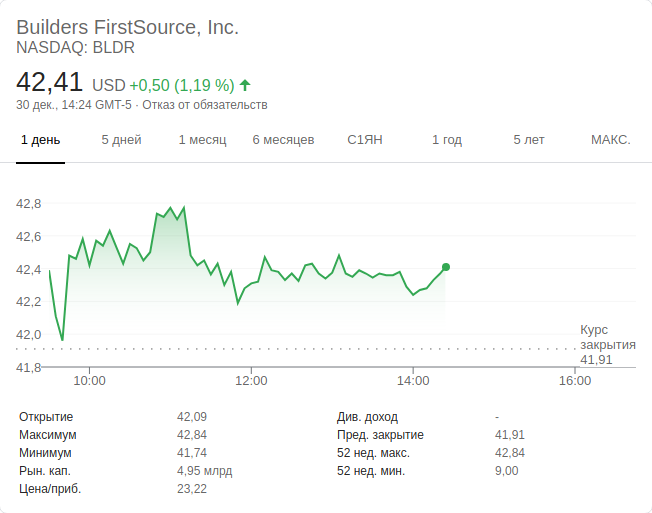 Builders FirstSource, Inc.
NASDAQ: BLDR
42,41 USD +0,50 (1,19 %)
30 дек., 14:24 GMT-5 · Отказ от обязательств
1 день 5 дней 1 месяц 6 месяцев С1ЯН 1 год 5 лет МАКС.
42,8
42,6
42,4
42,2
42,0
41,8
Курс
закрытия
41,91
10:00 12:00 14:00 16:00
Открытие 42,09 Див. доход -
Максимум 42,84 Пред. закрытие 41,91
Минимум 41,74 52 нед. макс. 42,84
Рын. кап. 4,95 млрд 52 нед. мин. 9,00
Цена/приб. 23,22